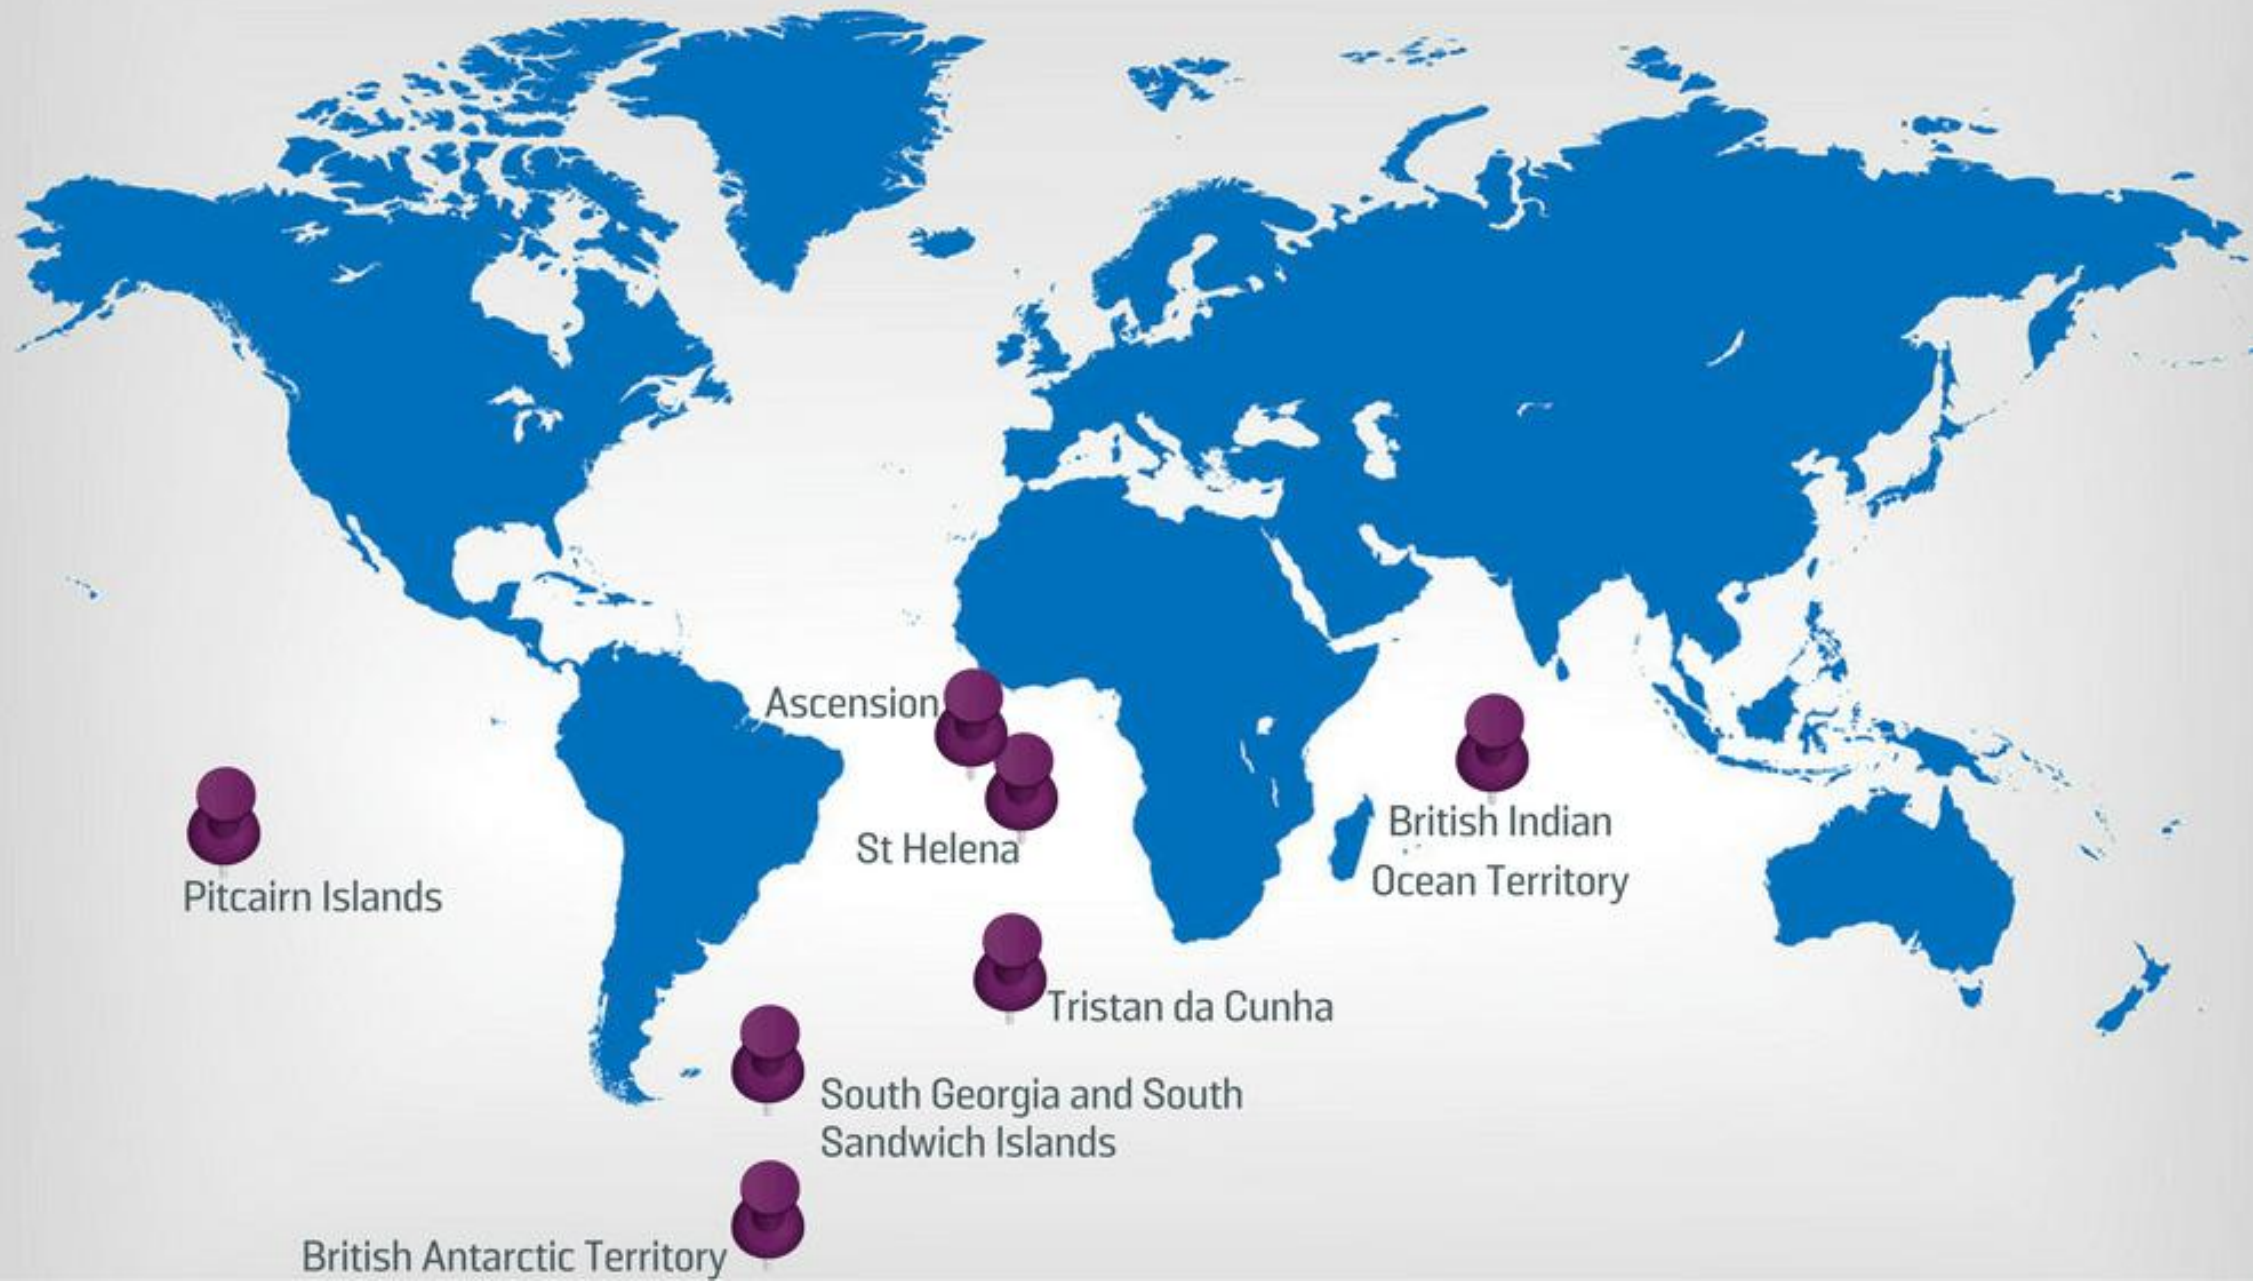 Ascension
St Helena
British Indian
Ocean Territory
Pitcairn Islands
Tristan da Cunha
South Georgia and South
Sandwich Islands
British Antarctic Territory